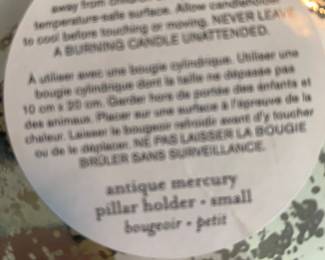 away from children
temperature-safe surface. Allow candleholder
to cool before touching or moving. NEVER LEAVE
A BURNING CANDLE UNATTENDED.
À utiliser avec une bougie cylindrique. Utiliser une
bougie cylindrique dont la taille ne dépasse pas
10 cm x 20 cm. Garder hors de portée des enfants et
des animaux. Placer sur une surface à l'épreuve de la
chaleur. Laisser le bougeoir refroidir avant d'y toucher
ou de le déplacer. NE PAS LAISSER LA BOUGIE
BRÛLER SANS SURVEILLANCE.
antique mercury
pillar holder • small
bougeoir • petit